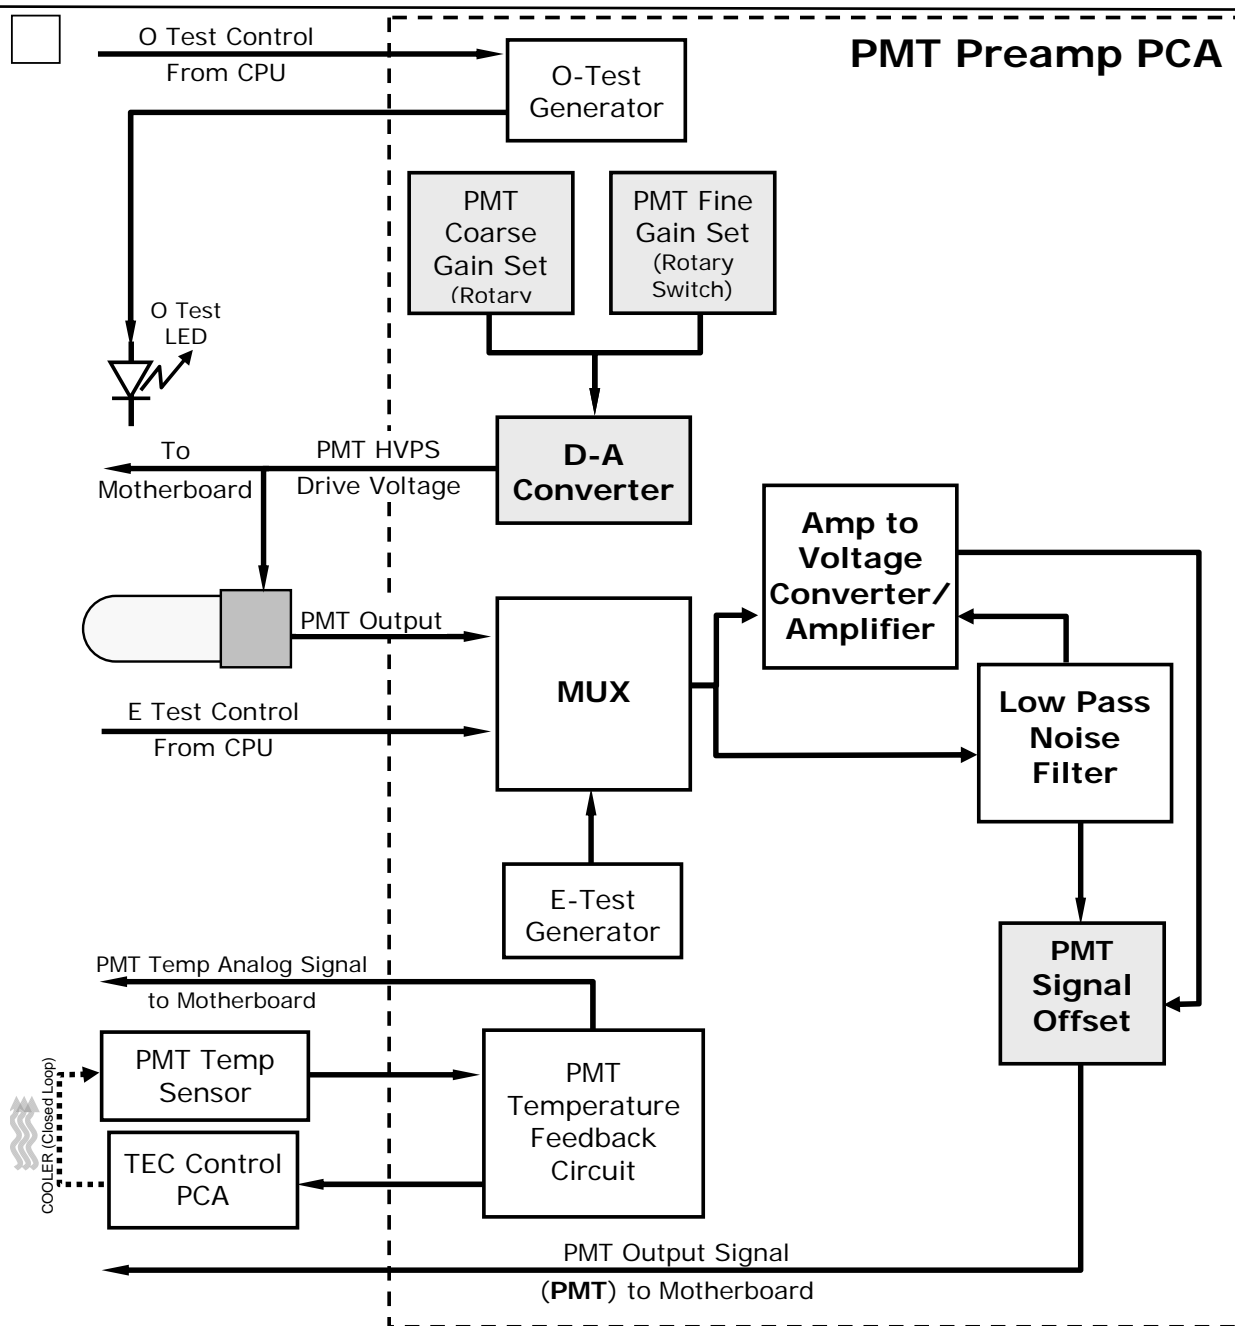 O Test Control
From CPU
PMT Preamp PCA
O-Test
Generator
PMT
Coarse
Gain Set
(Rotary
PMT Fine
Gain Set
(Rotary
Switch)
O Test
LED
To
Motherboard
PMT HVPS
Drive Voltage
D-A
Converter
Amp to
Voltage
Converter/
Amplifier
PMT Output
MUX
Low Pass
Noise
Filter
E Test Control
From CPU
E-Test
Generator
PMT
Signal
Offset
PMT Temp Analog Signal
to Motherboard
PMT Temp
Sensor
PMT
Temperature
Feedback
Circuit
COOLER (Closed Loop)
TEC Control
PCA
PMT Output Signal
(PMT) to Motherboard